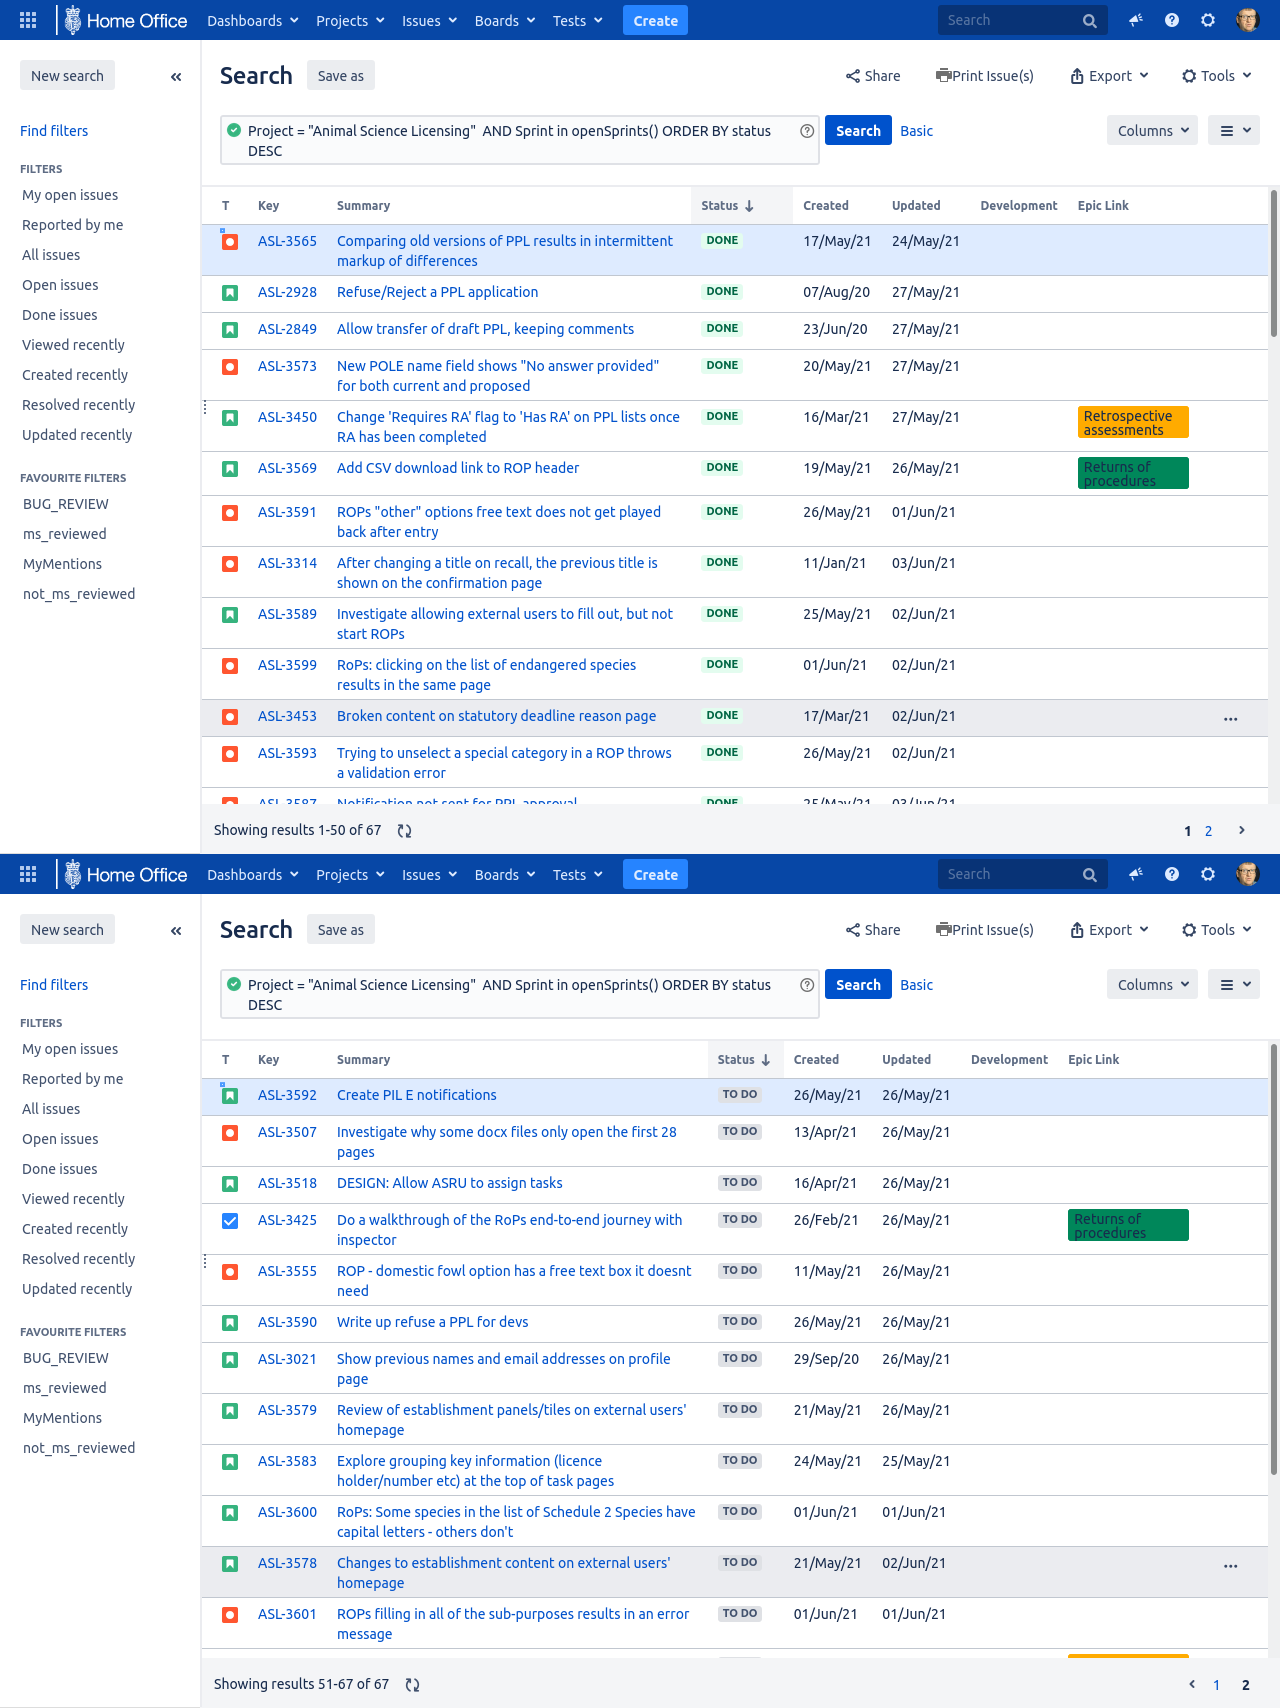 Home Office Dashboards Projects Issues Boards Tests Create Search
New search
Search Save as Share Print Issue(s) Export Tools
Find filters
Project = "Animal Science Licensing" AND Sprint in openSprints() ORDER BY status
DESC
Search Basic Columns
FILTERS
My open issues
Reported by me
All issues
Open issues
Done issues
Viewed recently
Created recently
Resolved recently
Updated recently
FAVOURITE FILTERS
BUG_REVIEW
ms_reviewed
MyMentions
not_ms_reviewed
T Key Summary Status Created Updated Development Epic Link
ASL-3565 Comparing old versions of PPL results in intermittent DONE 17/May/21 24/May/21
markup of differences
ASL-2928 Refuse/Reject a PPL application DONE 07/Aug/20 27/May/21
ASL-2849 Allow transfer of draft PPL, keeping comments DONE 23/Jun/20 27/May/21
ASL-3573 New POLE name field shows "No answer provided" DONE 20/May/21 27/May/21
for both current and proposed
ASL-3450 Change 'Requires RA' flag to 'Has RA' on PPL lists once DONE 16/Mar/21 27/May/21 Retrospective
RA has been completed assessments
ASL-3569 Add CSV download link to ROP header DONE 19/May/21 26/May/21 Returns of
procedures
ASL-3591 ROPs "other" options free text does not get played DONE 26/May/21 01/Jun/21
back after entry
ASL-3314 After changing a title on recall, the previous title is DONE 11/Jan/21 03/Jun/21
shown on the confirmation page
ASL-3589 Investigate allowing external users to fill out, but not DONE 25/May/21 02/Jun/21
start ROPs
ASL-3599 RoPs: clicking on the list of endangered species DONE 01/Jun/21 02/Jun/21
results in the same page
ASL-3453 Broken content on statutory deadline reason page DONE 17/Mar/21 02/Jun/21
ASL-3593 Trying to unselect a special category in a ROP throws DONE 26/May/21 02/Jun/21
a validation error
ASL-3587 Notification not sent for PPL approval DONE 25/May/21 03/Jun/21
Showing results 1-50 of 67 1 2
Home Office Dashboards Projects Issues Boards Tests Create Search
New search
Search Save as Share Print Issue(s) Export Tools
Find filters
Project = "Animal Science Licensing" AND Sprint in openSprints() ORDER BY status
DESC
Search Basic Columns
FILTERS
My open issues
Reported by me
All issues
Open issues
Done issues
Viewed recently
Created recently
Resolved recently
Updated recently
FAVOURITE FILTERS
BUG_REVIEW
ms_reviewed
MyMentions
not_ms_reviewed
T Key Summary Status Created Updated Development Epic Link
ASL-3592 Create PIL E notifications TO DO 26/May/21 26/May/21
ASL-3507 Investigate why some docx files only open the first 28 TO DO 13/Apr/21 26/May/21
pages
ASL-3518 DESIGN: Allow ASRU to assign tasks TO DO 16/Apr/21 26/May/21
ASL-3425 Do a walkthrough of the RoPs end-to-end journey with TO DO 26/Feb/21 26/May/21 Returns of
inspector procedures
ASL-3555 ROP - domestic fowl option has a free text box it doesnt TO DO 11/May/21 26/May/21
need
ASL-3590 Write up refuse a PPL for devs TO DO 26/May/21 26/May/21
ASL-3021 Show previous names and email addresses on profile TO DO 29/Sep/20 26/May/21
page
ASL-3579 Review of establishment panels/tiles on external users' TO DO 21/May/21 26/May/21
homepage
ASL-3583 Explore grouping key information (licence TO DO 24/May/21 25/May/21
holder/number etc) at the top of task pages
ASL-3600 RoPs: Some species in the list of Schedule 2 Species have TO DO 01/Jun/21 01/Jun/21
capital letters - others don't
ASL-3578 Changes to establishment content on external users' TO DO 21/May/21 02/Jun/21
homepage
ASL-3601 ROPs filling in all of the sub-purposes results in an error TO DO 01/Jun/21 01/Jun/21
message
Showing results 51-67 of 67 1 2